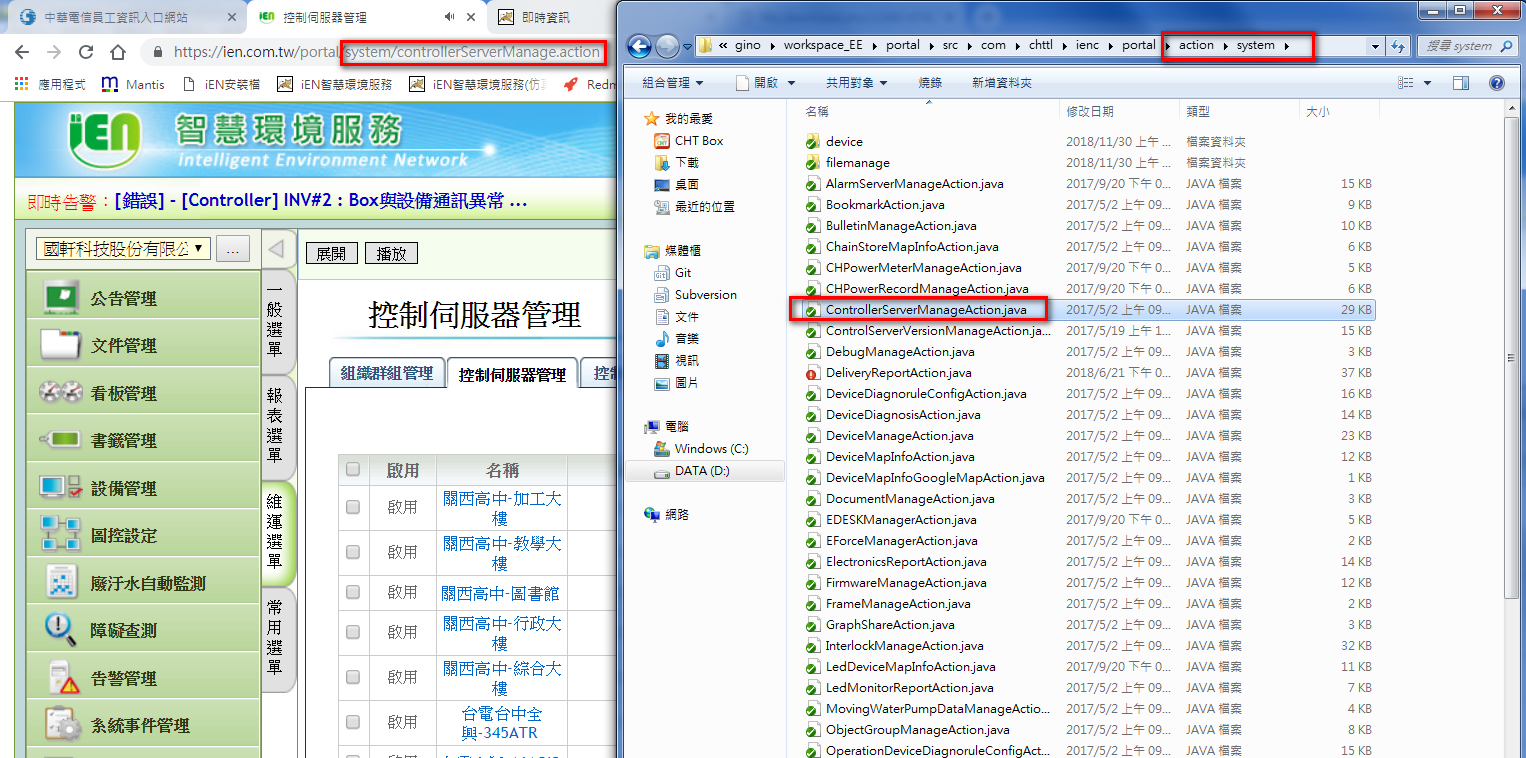 中華電信員工資訊入口網站
控制伺服器管理
即時資訊
https://ien.com.tw/portal/system/controllerServerManage.action
應用程式
Mantis
iEN安裝檔
iEN智慧環境服務
iEN智慧環境服務(仿
Redm
iEN
智慧環境服務
intelligent Environment Network
即時告警：[錯誤] - [Controller] INV#2 : Box與設備通訊異常 ...
國軒科技股份有限公
...
公告管理
文件管理
看板管理
書籤管理
設備管理
圖控設定
廢汙水自動監測
障礙查測
告警管理
系統事件管理
一般選單
報表選單
維運選單
常用選單
展開
播放
控制伺服器管理
組織群組管理
控制伺服器管理
啟用
名稱
啟用
關西高中-加工大
樓
啟用
關西高中-教學大
樓
啟用
關西高中-圖書館
啟用
關西高中-行政大
樓
啟用
關西高中-綜合大
樓
啟用
台電台中全
興-345ATR
« gino
workspace_EE
portal
src
com
chttl
ienc
portal
action
system
搜尋 system
組合管理
開啟
共用對象
燒錄
新增資料夾
我的最愛
CHT Box
下載
桌面
最近的位置
媒體櫃
Git
Subversion
文件
音樂
視訊
圖片
電腦
Windows (C:)
DATA (D:)
網路
名稱 修改日期 類型 大小
device 2018/11/30 上午 ... 檔案資料夾
filemanage 2018/11/30 上午 ... 檔案資料夾
AlarmServerManageAction.java 2017/9/20 下午 0... JAVA 檔案 15 KB
BookmarkAction.java 2017/5/2 上午 09... JAVA 檔案 9 KB
BulletinManageAction.java 2017/5/2 上午 09... JAVA 檔案 10 KB
ChainStoreMapInfoAction.java 2017/5/2 上午 09... JAVA 檔案 6 KB
CHPowerMeterManageAction.java 2017/9/20 下午 0... JAVA 檔案 5 KB
CHPowerRecordManageAction.java 2017/9/20 下午 0... JAVA 檔案 6 KB
ControllerServerManageAction.java 2017/5/2 上午 09... JAVA 檔案 29 KB
ControlServerVersionManageAction.ja... 2017/5/19 上午 1... JAVA 檔案 15 KB
DebugManageAction.java 2017/5/2 上午 09... JAVA 檔案 3 KB
DeliveryReportAction.java 2018/6/21 下午 0... JAVA 檔案 37 KB
DeviceDiagnoruleConfigAction.java 2017/5/2 上午 09... JAVA 檔案 16 KB
DeviceDiagnosisAction.java 2017/5/2 上午 09... JAVA 檔案 14 KB
DeviceManageAction.java 2017/5/2 上午 09... JAVA 檔案 23 KB
DeviceMapInfoAction.java 2017/5/2 上午 09... JAVA 檔案 12 KB
DeviceMapInfoGoogleMapAction.java 2017/5/2 上午 09... JAVA 檔案 1 KB
DocumentManageAction.java 2017/5/2 上午 09... JAVA 檔案 3 KB
EDESKManagerAction.java 2017/9/20 下午 0... JAVA 檔案 5 KB
EForceManagerAction.java 2017/5/2 上午 09... JAVA 檔案 2 KB
ElectronicsReportAction.java 2017/5/2 上午 09... JAVA 檔案 14 KB
FirmwareManageAction.java 2017/5/2 上午 09... JAVA 檔案 12 KB
FrameManageAction.java 2017/5/2 上午 09... JAVA 檔案 2 KB
GraphShareAction.java 2017/5/2 上午 09... JAVA 檔案 3 KB
InterlockManageAction.java 2017/5/2 上午 09... JAVA 檔案 32 KB
LedDeviceMapInfoAction.java 2017/9/20 下午 0... JAVA 檔案 11 KB
LedMonitorReportAction.java 2017/5/2 上午 09... JAVA 檔案 7 KB
MovingWaterPumpDataManageActio... 2017/5/2 上午 09... JAVA 檔案 4 KB
ObjectGroupManageAction.java 2017/5/2 上午 09... JAVA 檔案 8 KB
OperationDeviceDiagnoruleConfigAct... 2017/5/2 上午 09... JAVA 檔案 15 KB